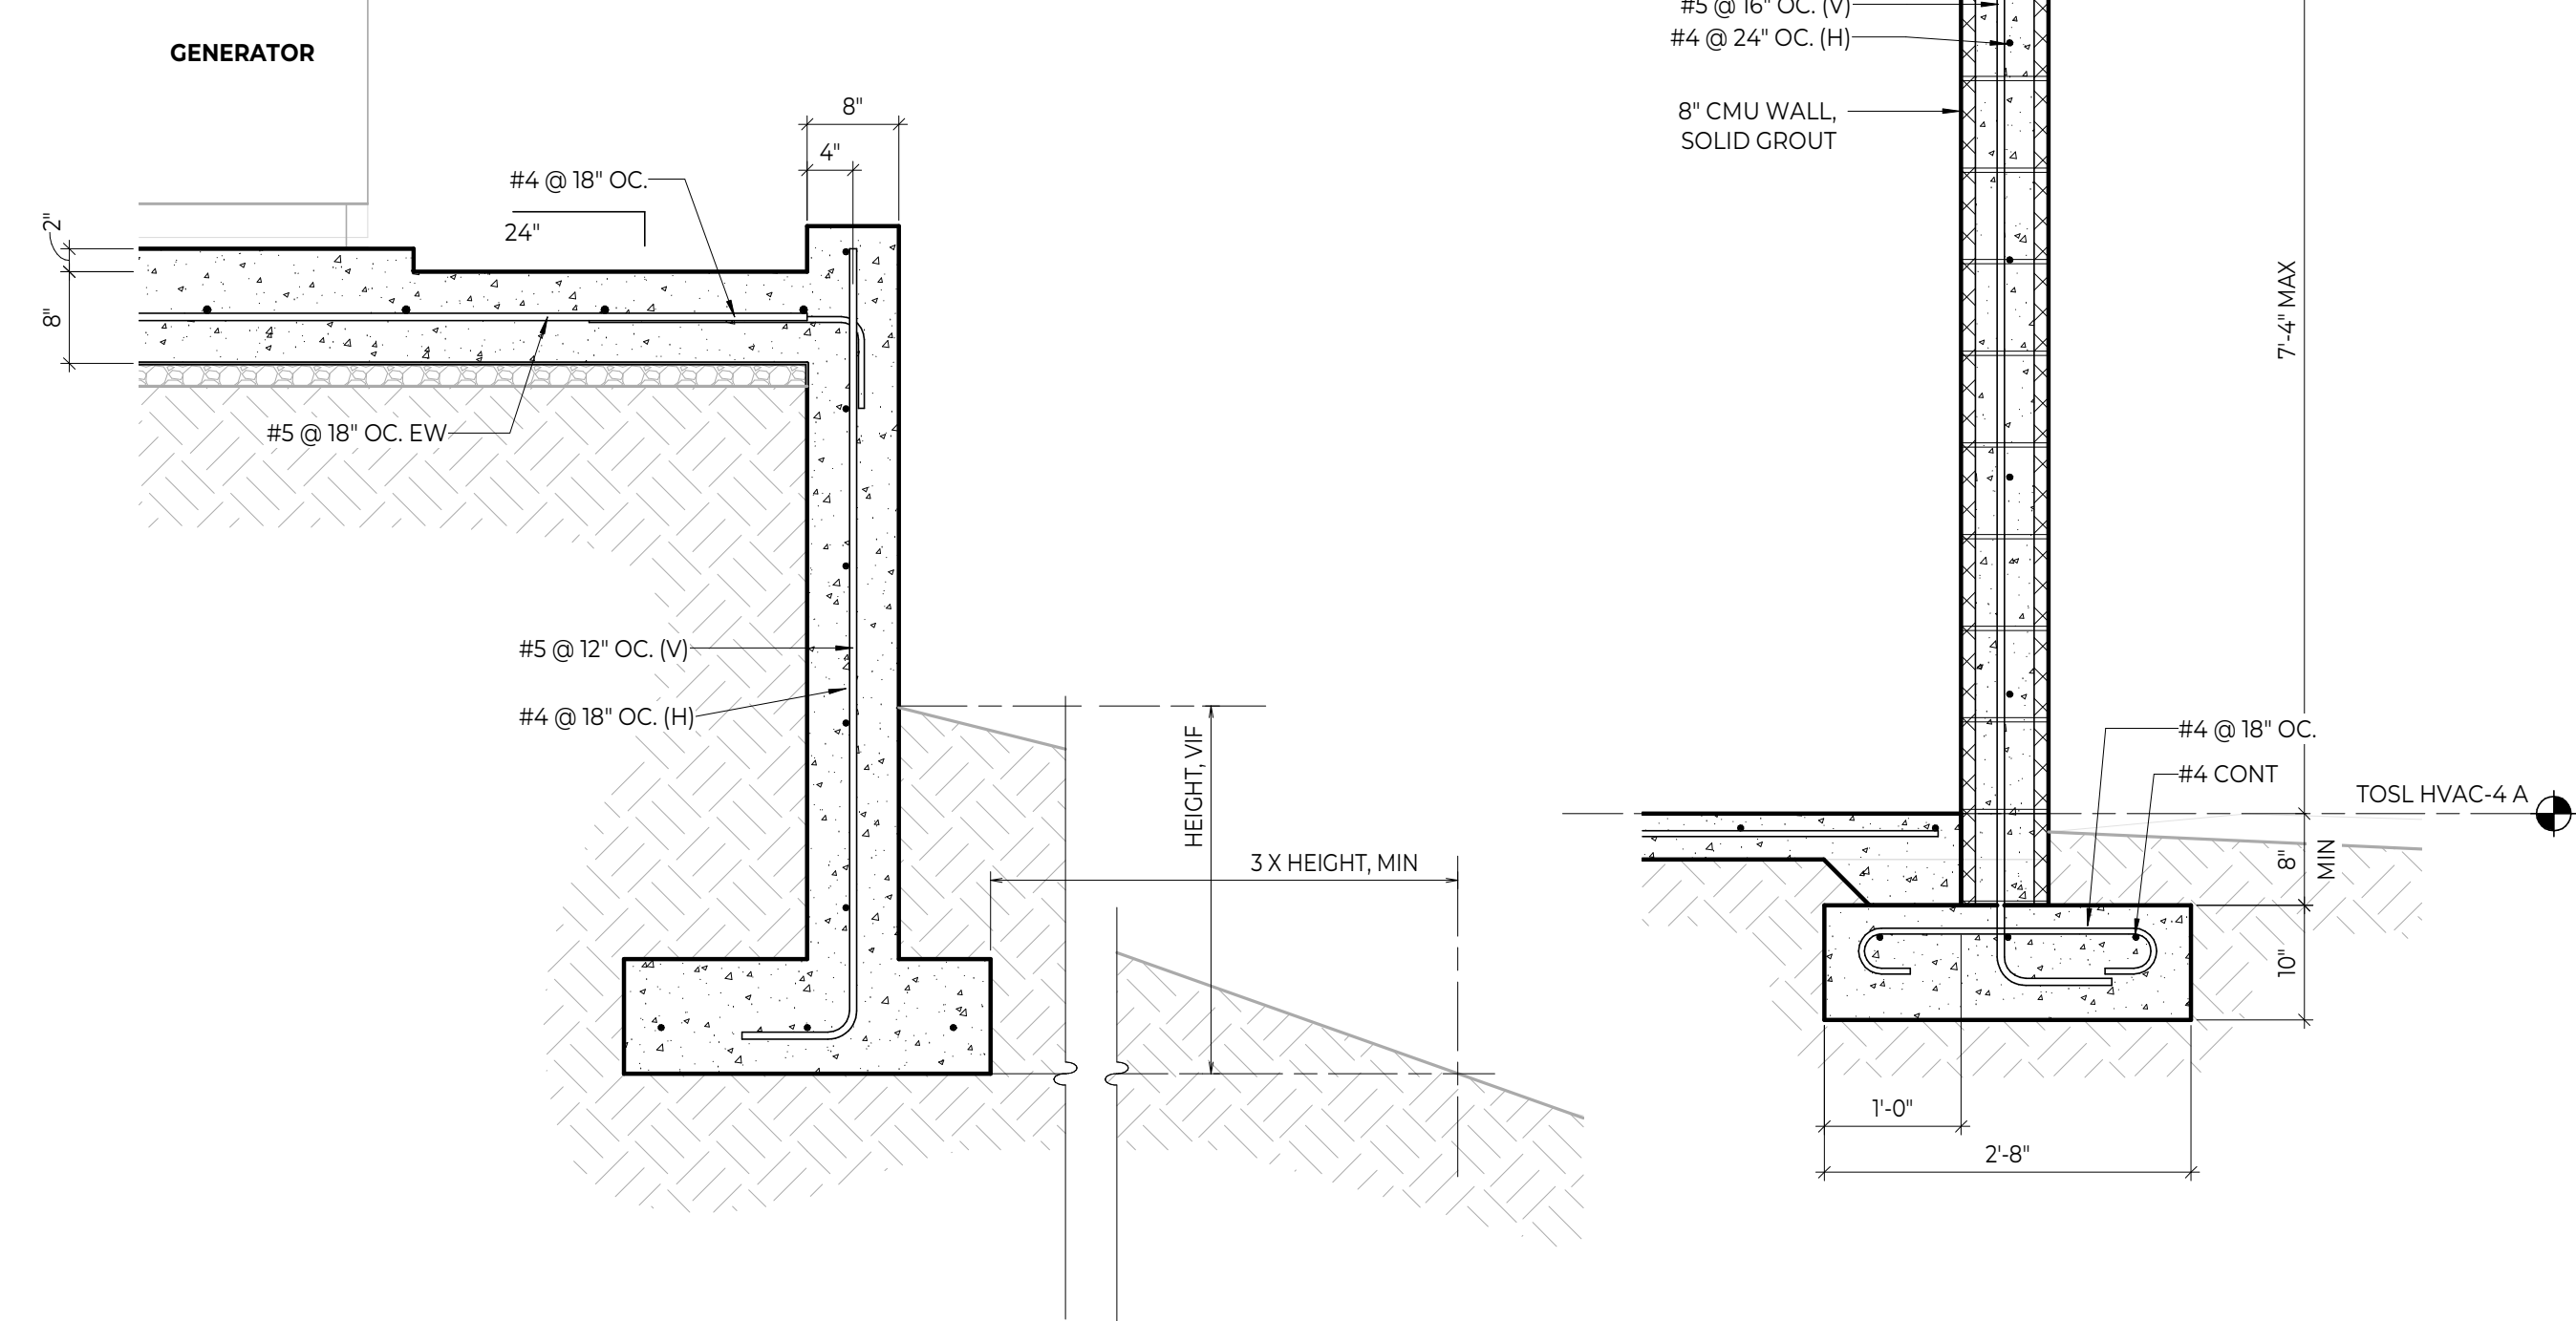 GENERATOR
8"
4"
#4 @ 18" OC.
24"
2"
8"
#5 @ 18" OC. EW
#5 @ 12" OC. (V)
#4 @ 18" OC. (H)
HEIGHT, VIF
3 X HEIGHT, MIN
#5 @ 16" OC. (V)
#4 @ 24" OC. (H)
8" CMU WALL,
SOLID GROUT
7'-4" MAX
#4 @ 18" OC.
#4 CONT
TOSL HVAC-4 A
8"
MIN
10"
1'-0"
2'-8"